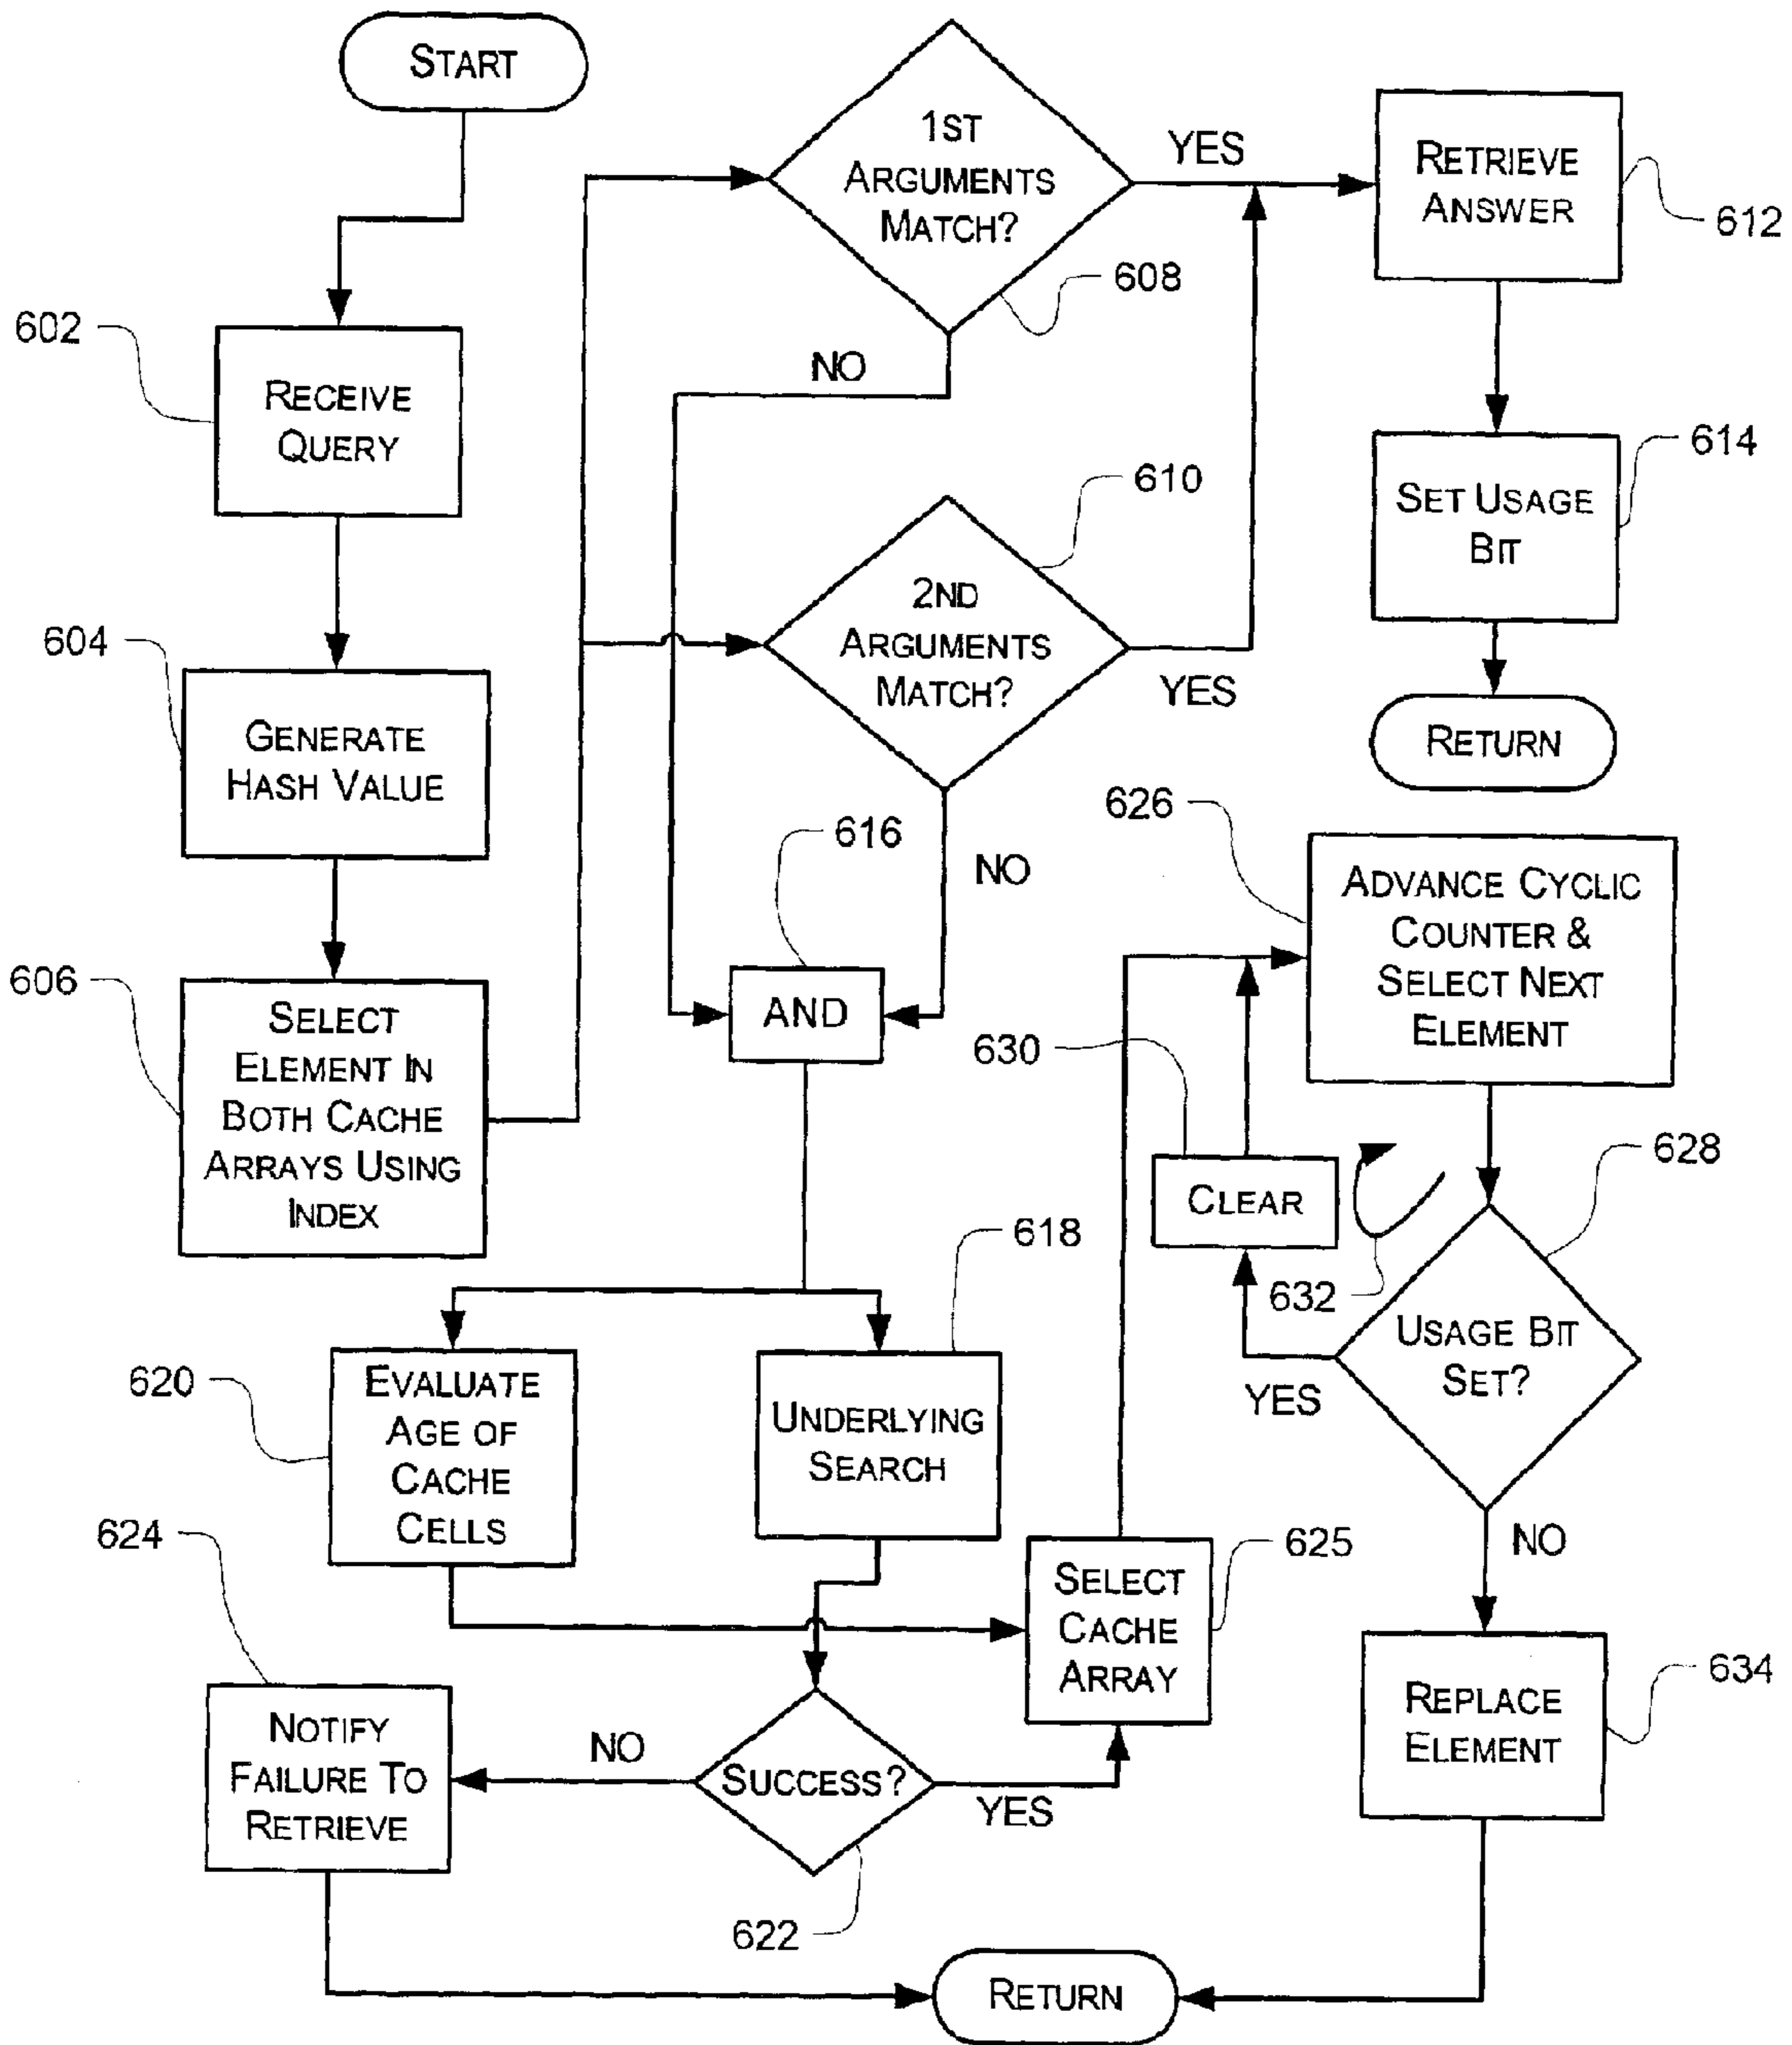 START
1ST
ARGUMENTS
MATCH?
YES
RETRIEVE
ANSWER
612
608
602
NO
RECEIVE
QUERY
610
614
SET USAGE
BIT
2ND
ARGUMENTS
MATCH?
YES
604
GENERATE
HASH VALUE
RETURN
616
NO
626
ADVANCE CYCLIC
COUNTER &
SELECT NEXT
ELEMENT
606
SELECT
ELEMENT IN
BOTH CACHE
ARRAYS USING
INDEX
AND
630
CLEAR
628
632
618
USAGE BIT
SET?
YES
NO
620
EVALUATE
AGE OF
CACHE
CELLS
UNDERLYING
SEARCH
624
625
SELECT
CACHE
ARRAY
634
REPLACE
ELEMENT
NOTIFY
FAILURE TO
RETRIEVE
NO
SUCCESS?
YES
622
RETURN